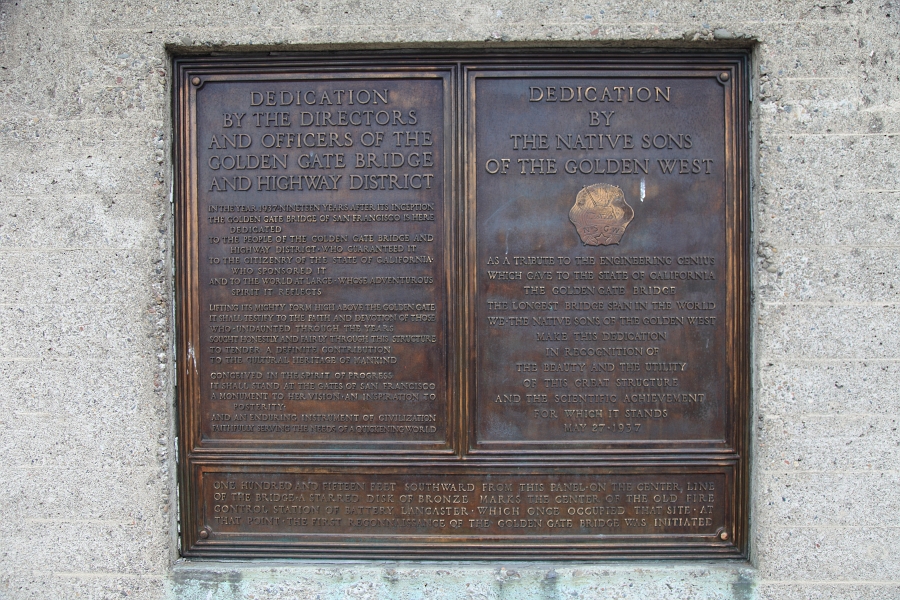 DEDICATION
BY THE DIRECTORS
AND OFFICERS OF THE
GOLDEN GATE BRIDGE
AND HIGHWAY DISTRICT
IN THE YEAR 1937·NINETEEN YEARS AFTER ITS INCEPTION
THE GOLDEN GATE BRIDGE OF SAN FRANCISCO IS HERE
DEDICATED
TO THE PEOPLE OF THE GOLDEN GATE BRIDGE AND
HIGHWAY DISTRICT·WHO GUARANTEED IT
TO THE CITIZENRY OF THE STATE OF CALIFORNIA·
WHO SPONSORED IT
AND TO THE WORLD AT LARGE·WHOSE ADVENTUROUS
SPIRIT IT REFLECTS
LIFTING ITS MIGHTY FORM HIGH ABOVE THE GOLDEN GATE
IT SHALL TESTIFY TO THE FAITH AND DEVOTION OF THOSE
WHO·UNDAUNTED THROUGH THE YEARS
SOUGHT HONESTLY AND FAIRLY THROUGH THIS STRUCTURE
TO TENDER A DEFINITE CONTRIBUTION
TO THE CULTURAL HERITAGE OF MANKIND
CONCEIVED IN THE SPIRIT OF PROGRESS
IT SHALL STAND AT THE GATES OF SAN FRANCISCO
A MONUMENT TO HER VISION·AN INSPIRATION TO
POSTERITY·
AND AN ENDURING INSTRUMENT OF CIVILIZATION
FAITHFULLY SERVING THE NEEDS OF A QUICKENING WORLD
DEDICATION
BY
THE NATIVE SONS
OF THE GOLDEN WEST
AS A TRIBUTE TO THE ENGINEERING GENIUS
WHICH GAVE TO THE STATE OF CALIFORNIA
THE GOLDEN GATE BRIDGE
THE LONGEST BRIDGE SPAN IN THE WORLD
WE·THE NATIVE SONS OF THE GOLDEN WEST
MAKE THIS DEDICATION
IN RECOGNITION OF
THE BEAUTY AND THE UTILITY
OF THIS GREAT STRUCTURE
AND THE SCIENTIFIC ACHIEVEMENT
FOR WHICH IT STANDS
MAY 27·1937
ONE HUNDRED AND FIFTEEN FEET SOUTHWARD FROM THIS PANEL·ON THE CENTER LINE
OF THE BRIDGE·A STARRED DISK OF BRONZE MARKS THE CENTER OF THE OLD FIRE
CONTROL STATION OF BATTERY LANCASTER·WHICH ONCE OCCUPIED THAT SITE·AT
THAT POINT·THE FIRST RECONNAISSANCE OF THE GOLDEN GATE BRIDGE WAS INITIATED